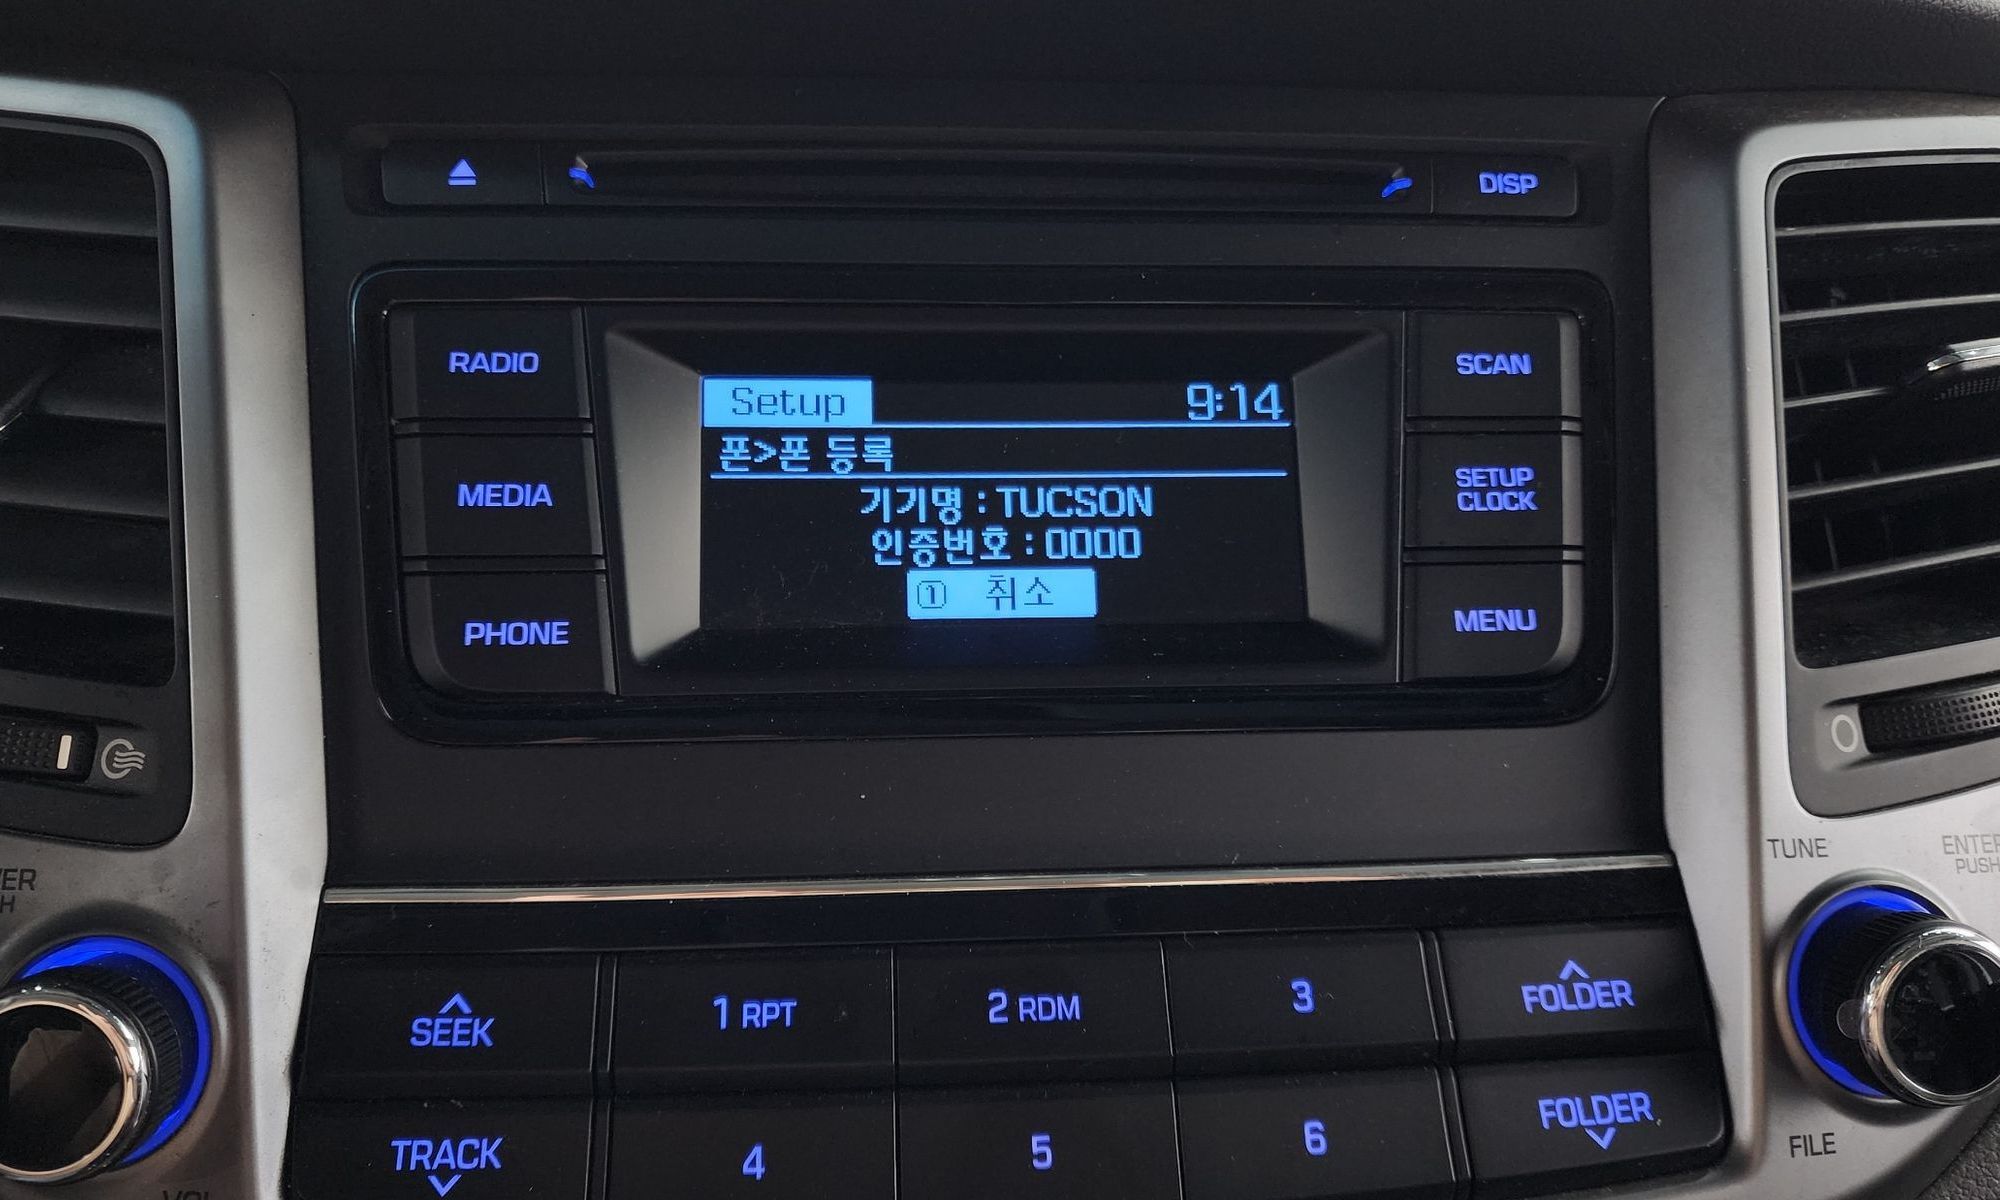 DISP
RADIO
MEDIA
PHONE
Setup 9:14
폰>폰 등록
기기명 : TUCSON
인증번호 : 0000
① 취소
SCAN
SETUP
CLOCK
MENU
TUNE
ENTER
PUSH
SEEK
1 RPT
2 RDM
3
FOLDER
TRACK
4
5
6
FOLDER
FILE